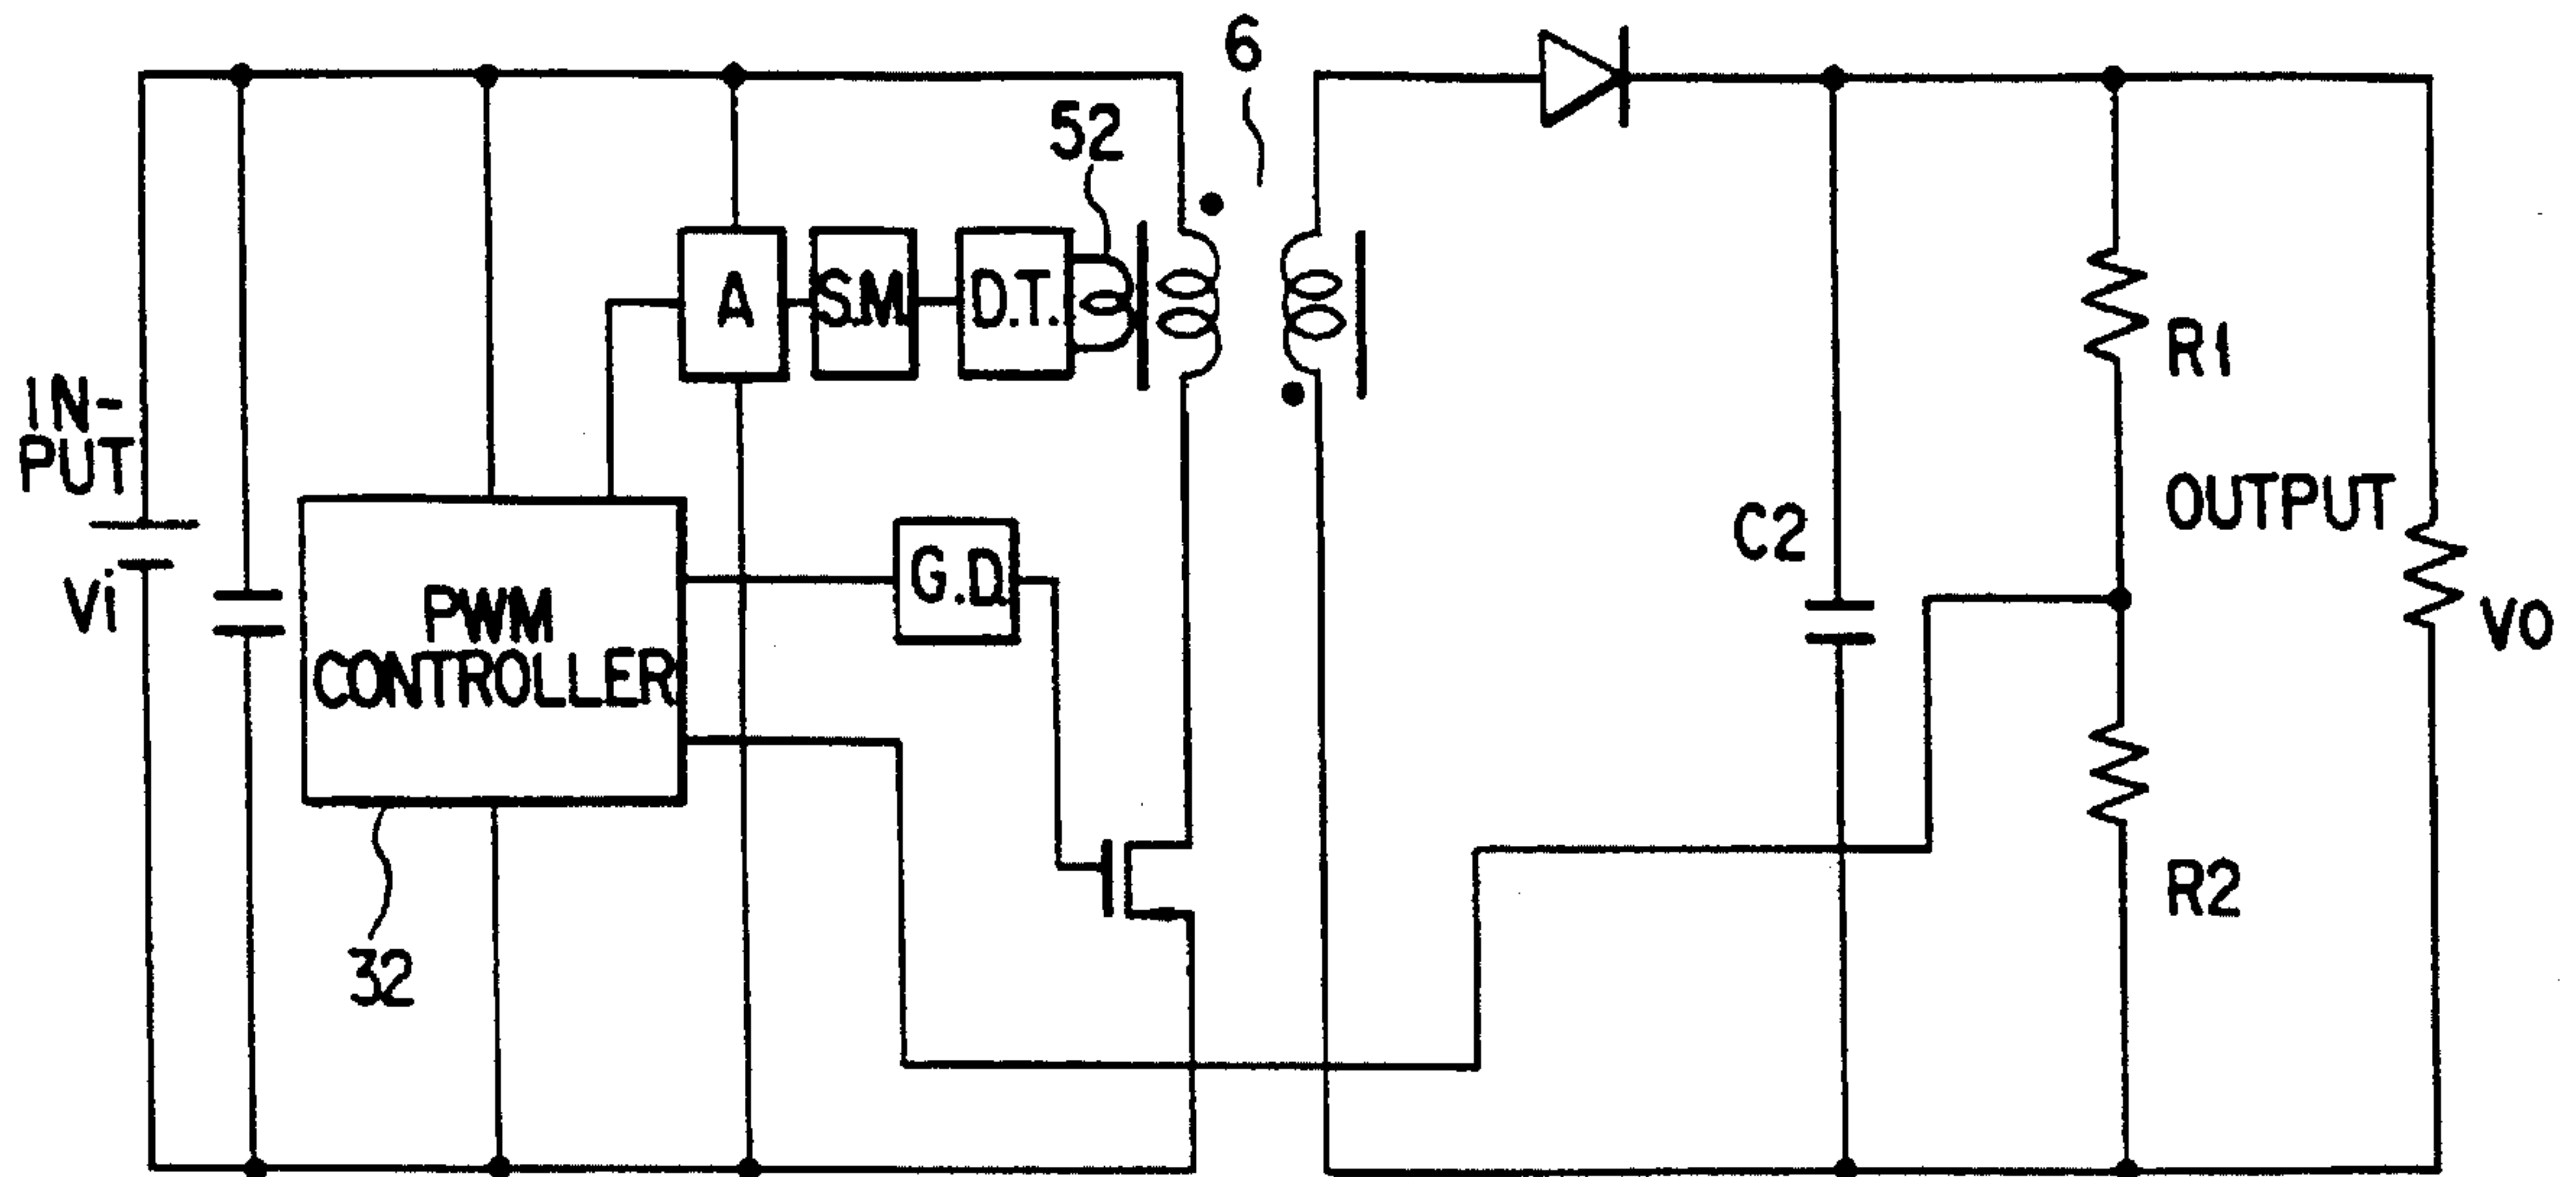 6
52
A
S.M.
D.T.
R1
IN-
PUT
OUTPUT
C2
G.D.
Vi
PWM
CONTROLLER
VO
R2
32